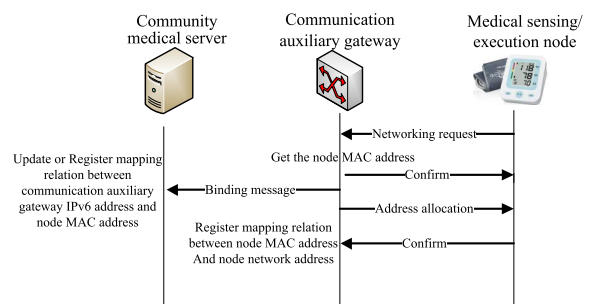 Community
medical server
Communication
auxiliary gateway
Medical sensing/
execution node
Networking request
Get the node MAC address
Confirm
Update or Register mapping
relation between
communication auxiliary
gateway IPv6 address and
node MAC address
Binding message
Address allocation
Register mapping relation
between node MAC address
And node network address
Confirm